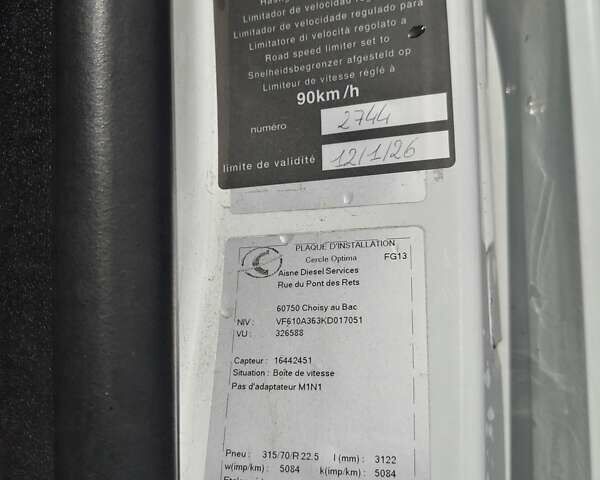 Limitador de velocidad
Limitador de velocidade regulado para
Limitatore di velocità regolato a
Road speed limiter set to
Snelheidsbegrenzer afgesteld op
Limiteur de vitesse réglé à
90km/h
numéro 2744
limite de validité 12/1/26
PLAQUE D'INSTALLATION
Cercle Optima FG13
Aisne Diesel Services
Rue du Pont des Rets
60750 Choisy au Bac
NIV : VF610A363KD017051
VU : 326588
Capteur : 16442451
Situation : Boîte de vitesse
Pas d'adaptateur M1N1
Pneu : 315/70/R 22.5 l (mm) : 3122
w(imp/km) : 5084 k(imp/km) : 5084